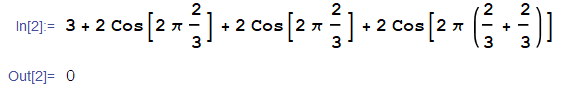 In[2]:= 3 + 2 Cos[2 π 2/3] + 2 Cos[2 π 2/3] + 2 Cos[2 π (2/3 + 2/3)]
Out[2]= 0